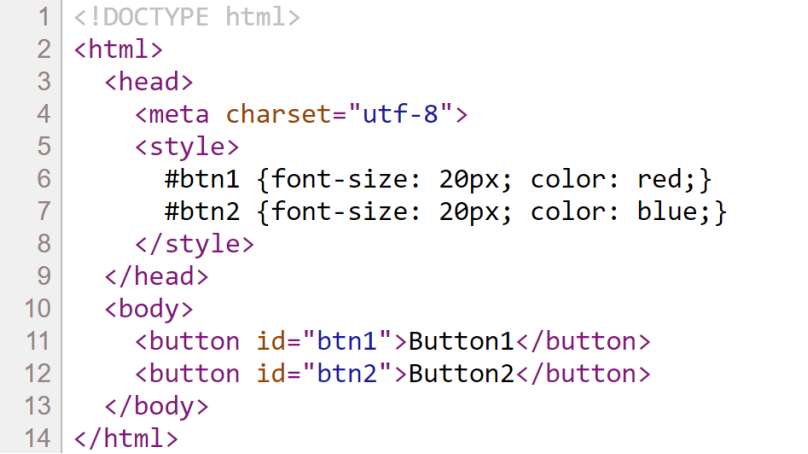 1 <!DOCTYPE html>
2 <html>
3   <head>
4     <meta charset="utf-8">
5     <style>
6       #btn1 {font-size: 20px; color: red;}
7       #btn2 {font-size: 20px; color: blue;}
8     </style>
9   </head>
10   <body>
11     <button id="btn1">Button1</button>
12     <button id="btn2">Button2</button>
13   </body>
14 </html>